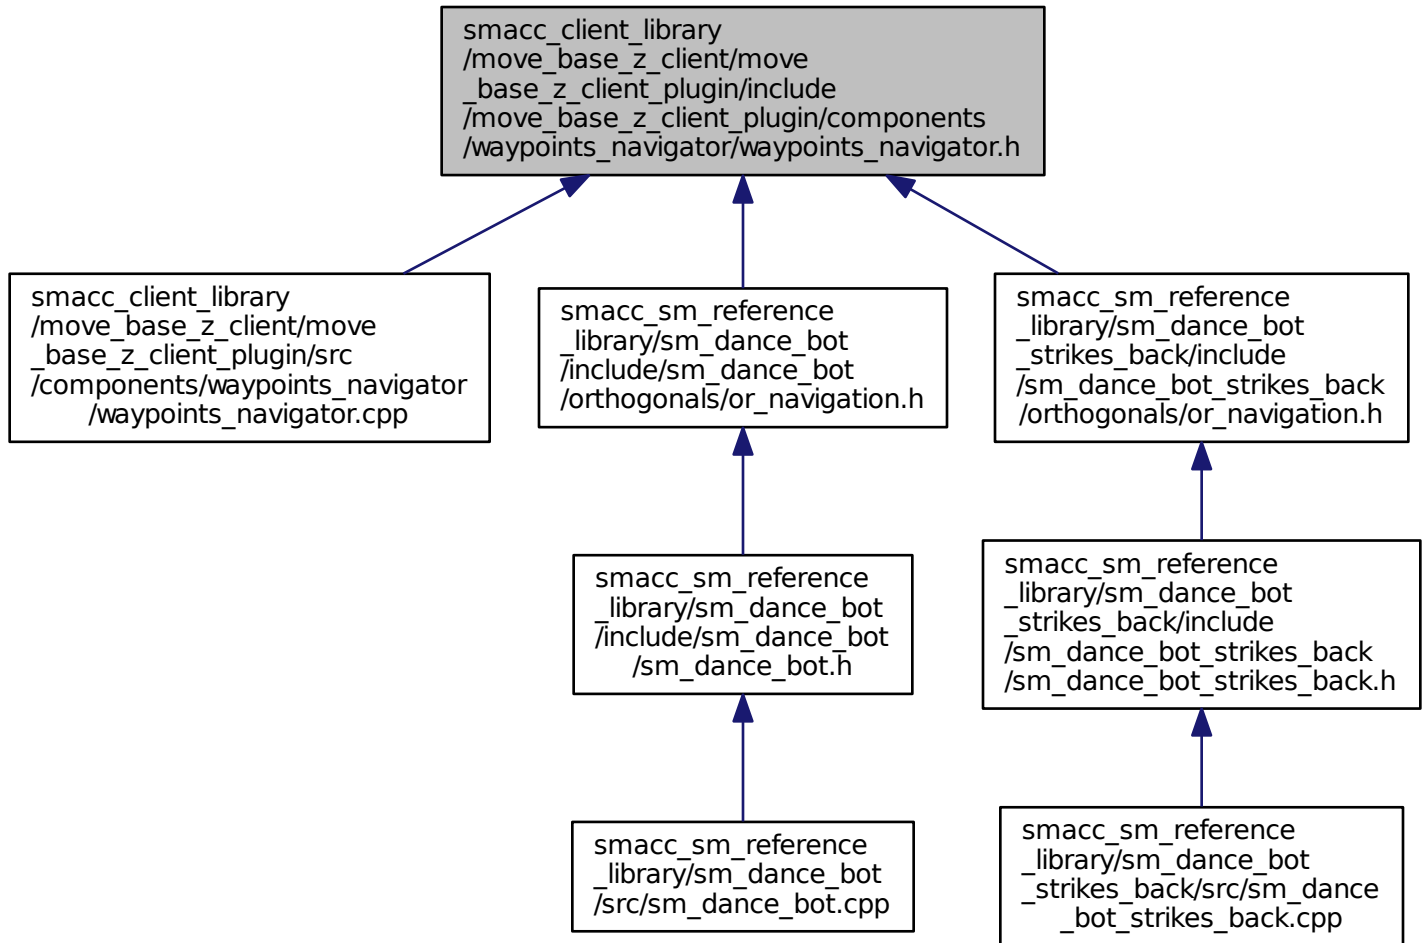 smacc_client_library
/move_base_z_client/move
_base_z_client_plugin/include
/move_base_z_client_plugin/components
/waypoints_navigator/waypoints_navigator.h
smacc_client_library
/move_base_z_client/move
_base_z_client_plugin/src
/components/waypoints_navigator
/waypoints_navigator.cpp
smacc_sm_reference
_library/sm_dance_bot
/include/sm_dance_bot
/orthogonals/or_navigation.h
smacc_sm_reference
_library/sm_dance_bot
_strikes_back/include
/sm_dance_bot_strikes_back
/orthogonals/or_navigation.h
smacc_sm_reference
_library/sm_dance_bot
/include/sm_dance_bot
/sm_dance_bot.h
smacc_sm_reference
_library/sm_dance_bot
_strikes_back/include
/sm_dance_bot_strikes_back
/sm_dance_bot_strikes_back.h
smacc_sm_reference
_library/sm_dance_bot
/src/sm_dance_bot.cpp
smacc_sm_reference
_library/sm_dance_bot
_strikes_back/src/sm_dance
_bot_strikes_back.cpp